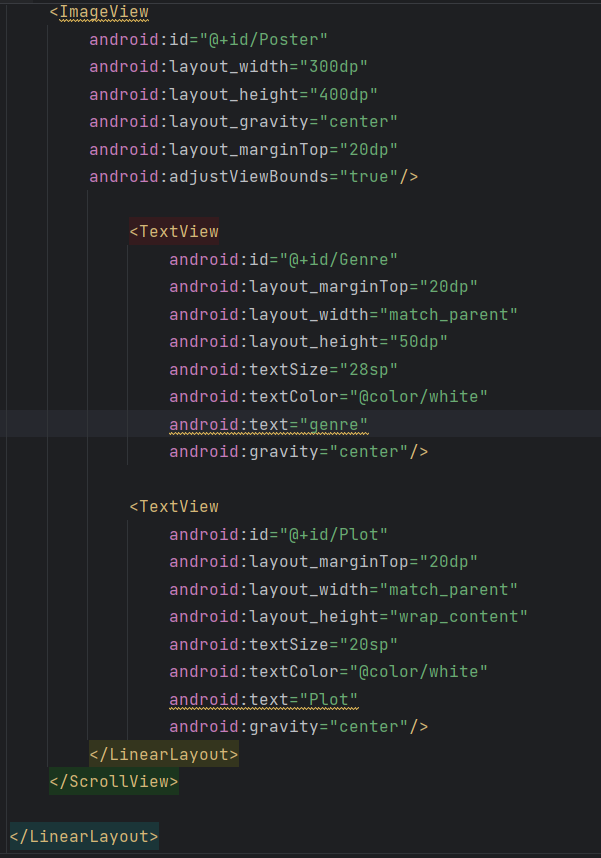 <ImageView
android:id="@+id/Poster"
android:layout_width="300dp"
android:layout_height="400dp"
android:layout_gravity="center"
android:layout_marginTop="20dp"
android:adjustViewBounds="true"/>
<TextView
android:id="@+id/Genre"
android:layout_marginTop="20dp"
android:layout_width="match_parent"
android:layout_height="50dp"
android:textSize="28sp"
android:textColor="@color/white"
android:text="genre"
android:gravity="center"/>
<TextView
android:id="@+id/Plot"
android:layout_marginTop="20dp"
android:layout_width="match_parent"
android:layout_height="wrap_content"
android:textSize="20sp"
android:textColor="@color/white"
android:text="Plot"
android:gravity="center"/>
</LinearLayout>
</ScrollView>
</LinearLayout>